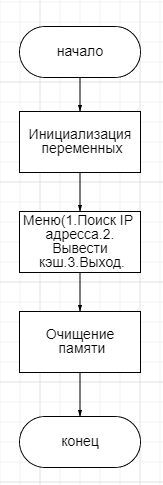 начало
Инициализация
переменных
Меню(1.Поиск IP
адресса.2.
Вывести
кэш.3.Выход.
Очищение
памяти
конец